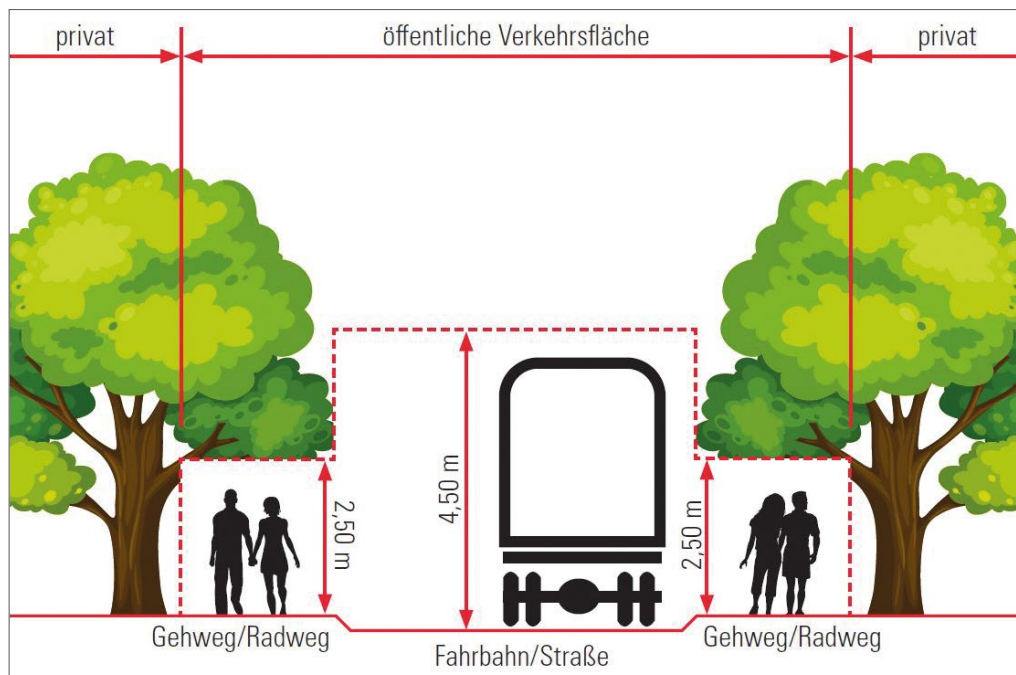 privat
öffentliche Verkehrsfläche
privat
2,50 m
4,50 m
2,50 m
Gehweg/Radweg
Fahrbahn/Straße
Gehweg/Radweg